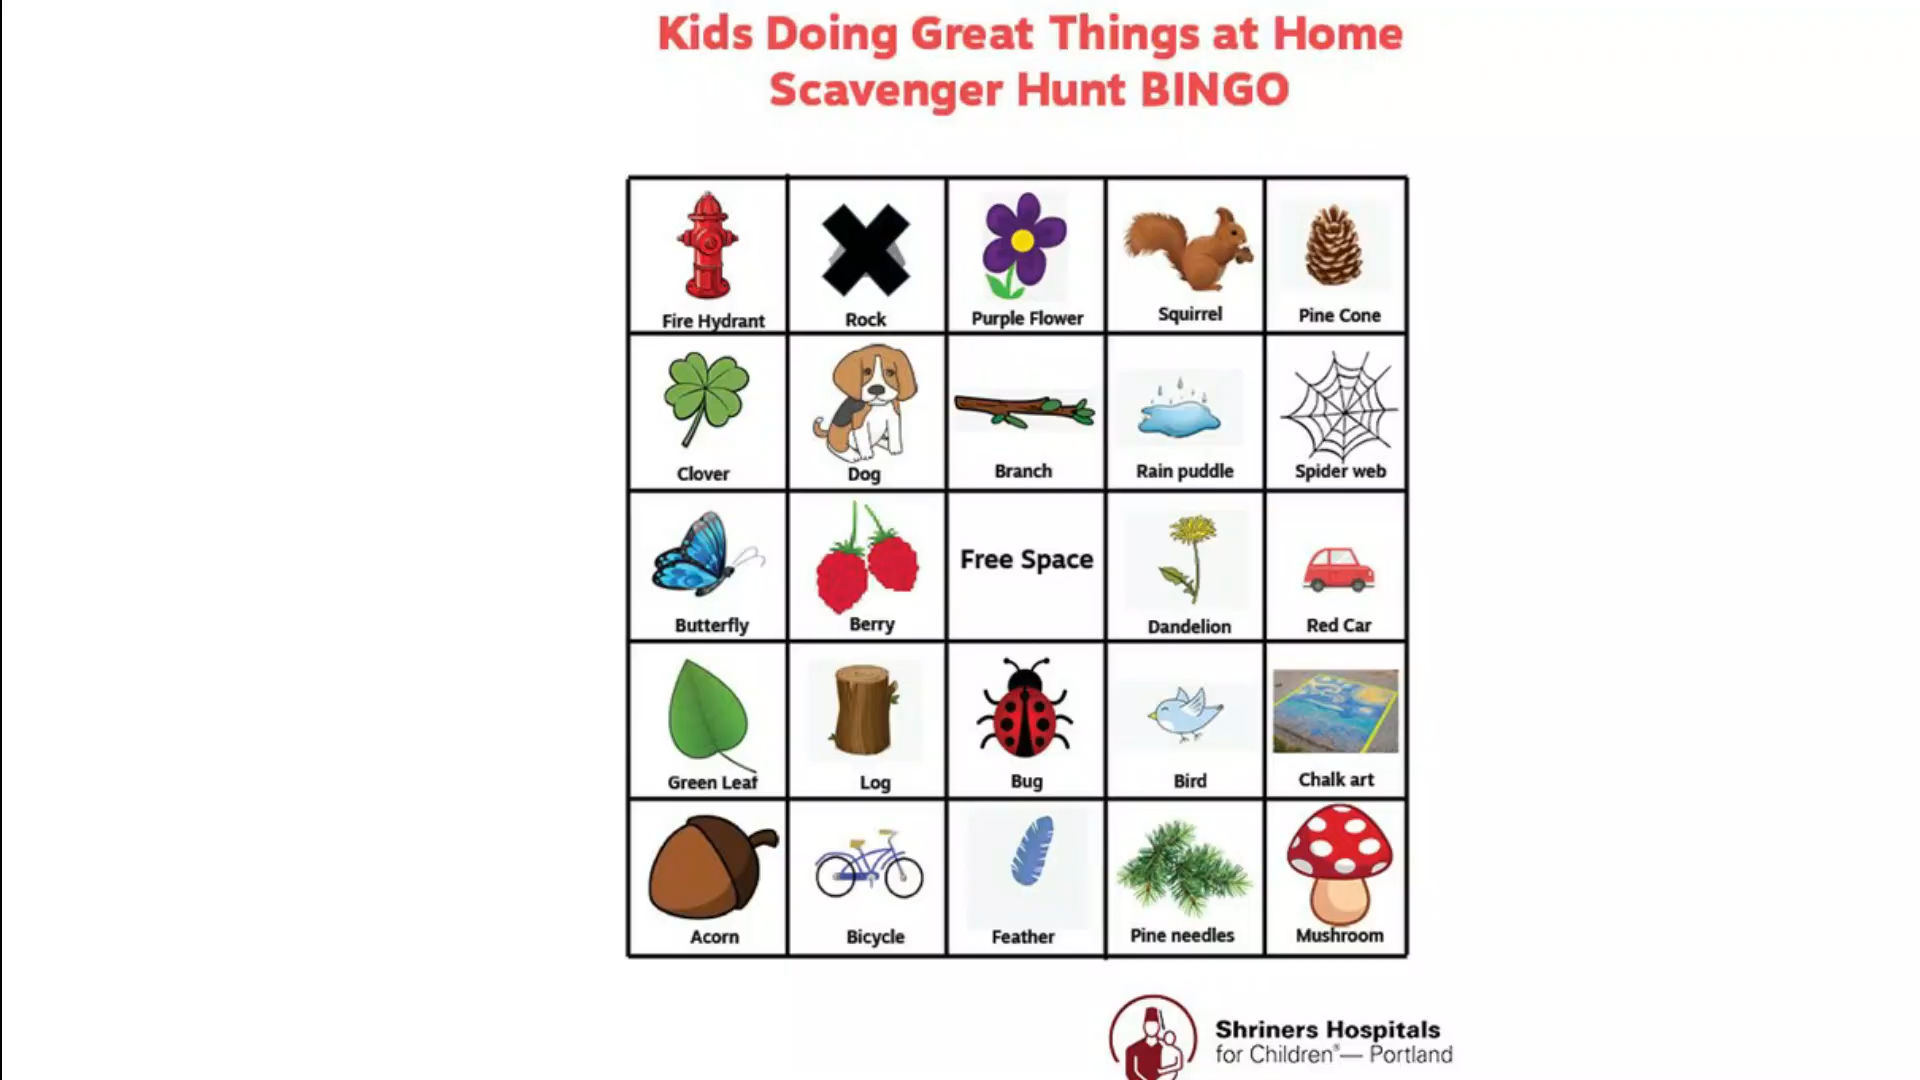 Kids Doing Great Things at Home
Scavenger Hunt BINGO
Fire Hydrant
Rock
Purple Flower
Squirrel
Pine Cone
Clover
Dog
Branch
Rain puddle
Spider web
Butterfly
Berry
Free Space
Dandelion
Red Car
Green Leaf
Log
Bug
Bird
Chalk art
Acorn
Bicycle
Feather
Pine needles
Mushroom
Shriners Hospitals
for Children®— Portland